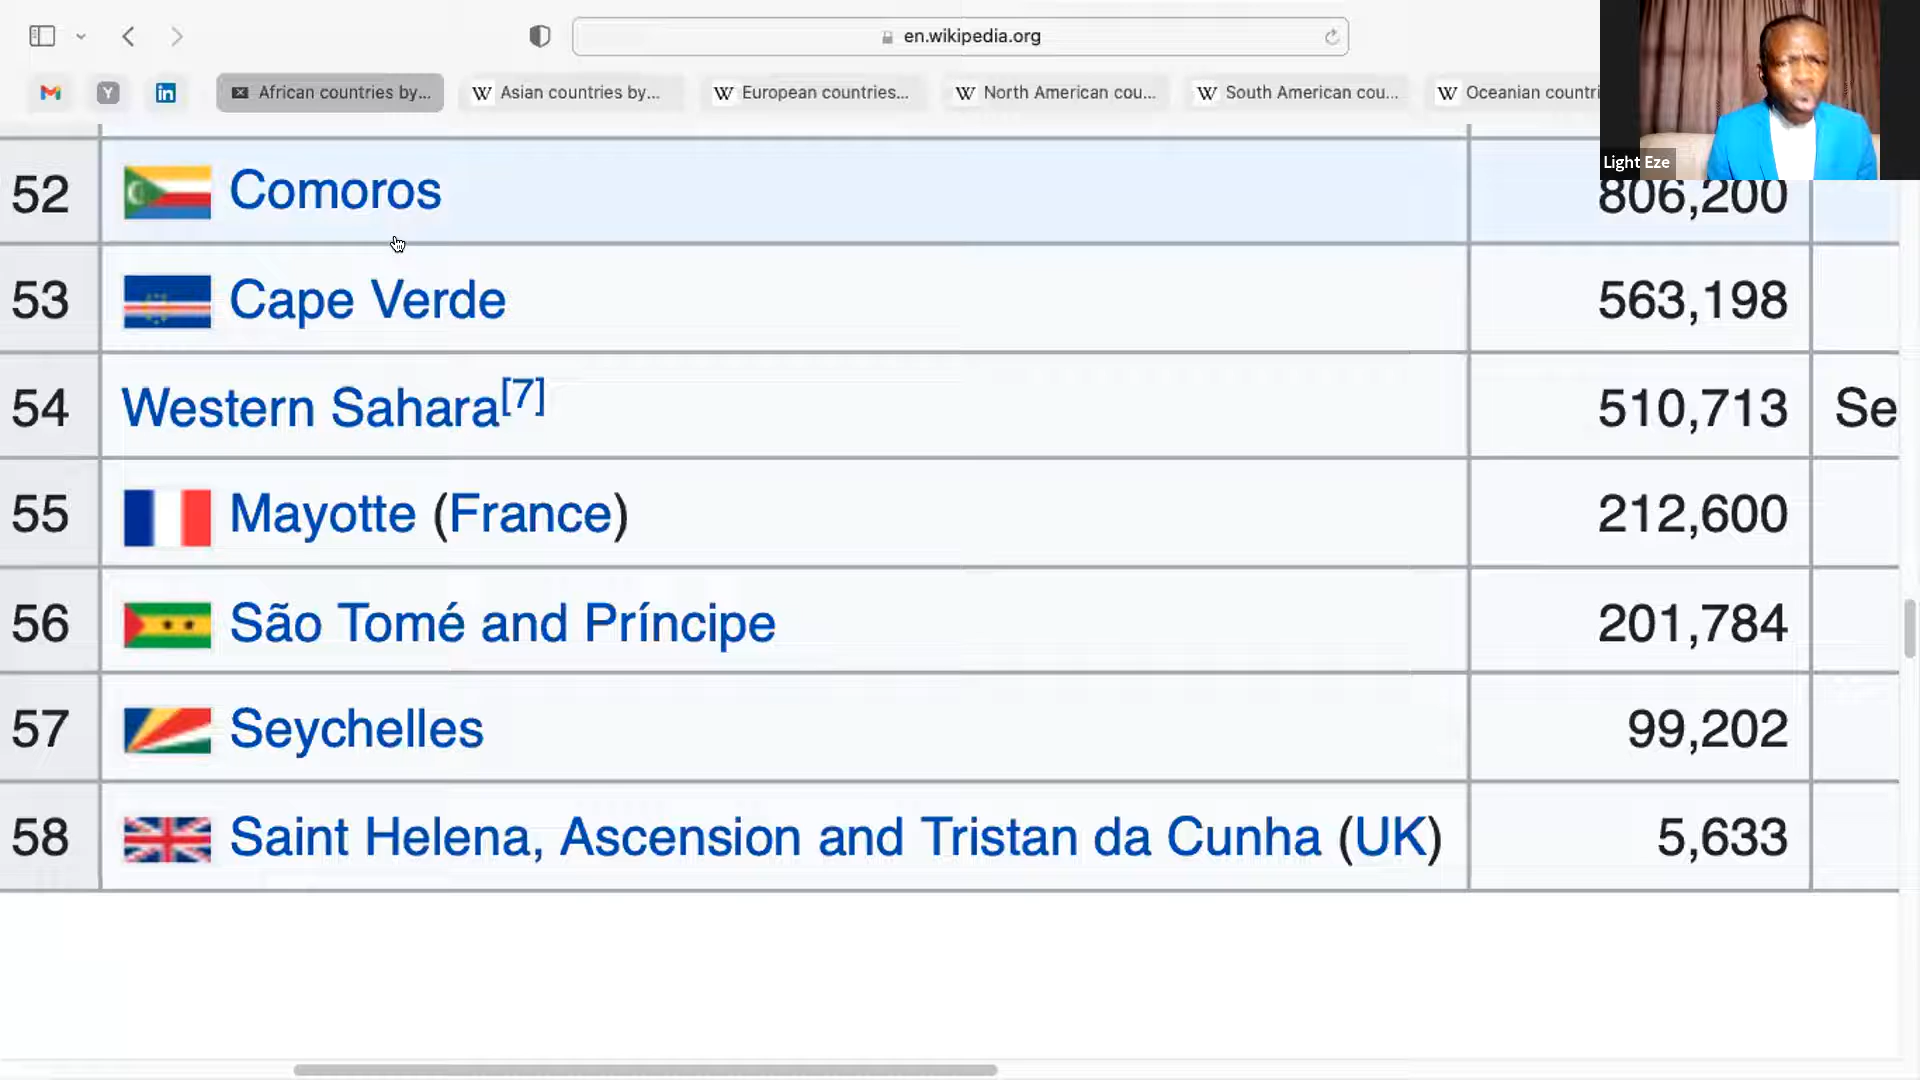 en.wikipedia.org
African countries by...
Asian countries by...
European countries...
North American cou...
South American cou...
Oceanian countri
Light Eze
52 Comoros 806,200
53 Cape Verde 563,198
54 Western Sahara[7] 510,713 Se
55 Mayotte (France) 212,600
56 São Tomé and Príncipe 201,784
57 Seychelles 99,202
58 Saint Helena, Ascension and Tristan da Cunha (UK) 5,633